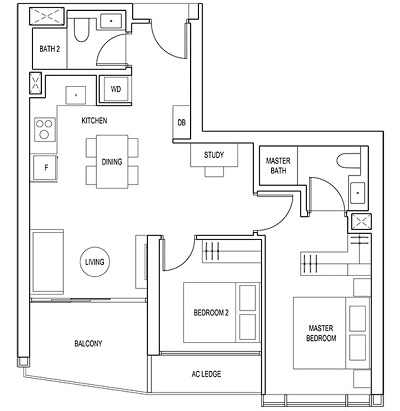 BATH 2
WD
KITCHEN
DB
DINING
STUDY
F
MASTER
BATH
LIVING
BEDROOM 2
MASTER
BEDROOM
BALCONY
AC LEDGE